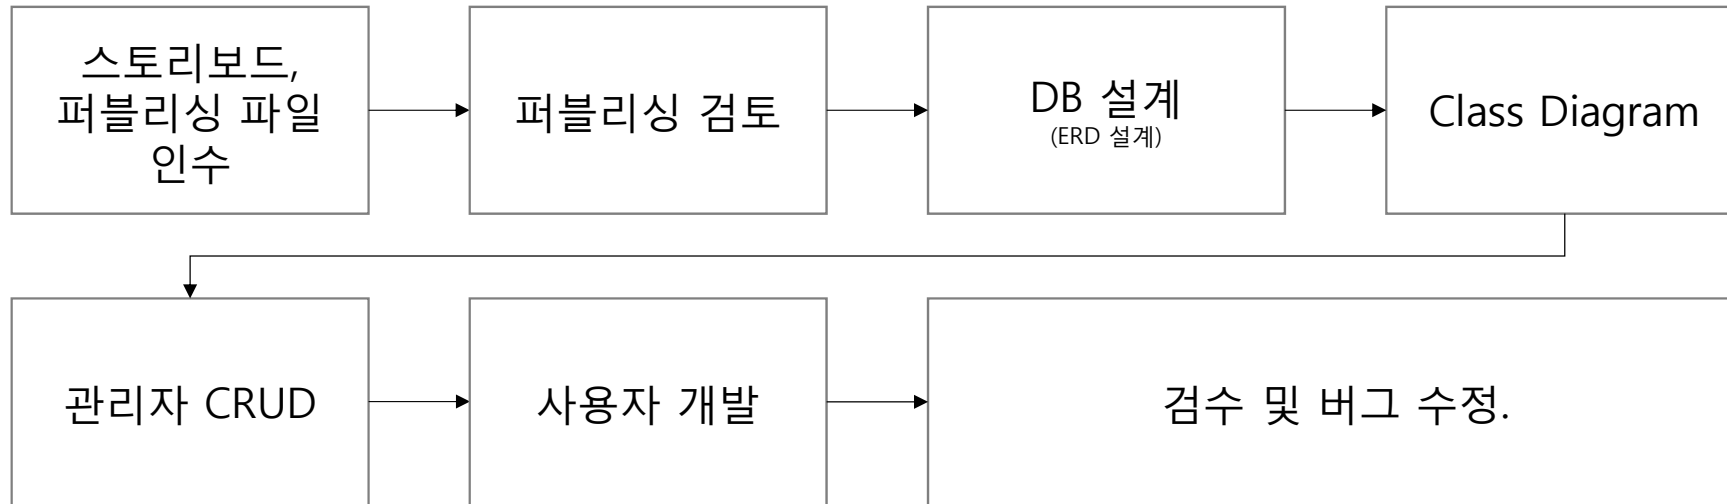 스토리보드,
퍼블리싱 파일
인수
퍼블리싱 검토
DB 설계
(ERD 설계)
Class Diagram
관리자 CRUD
사용자 개발
검수 및 버그 수정.